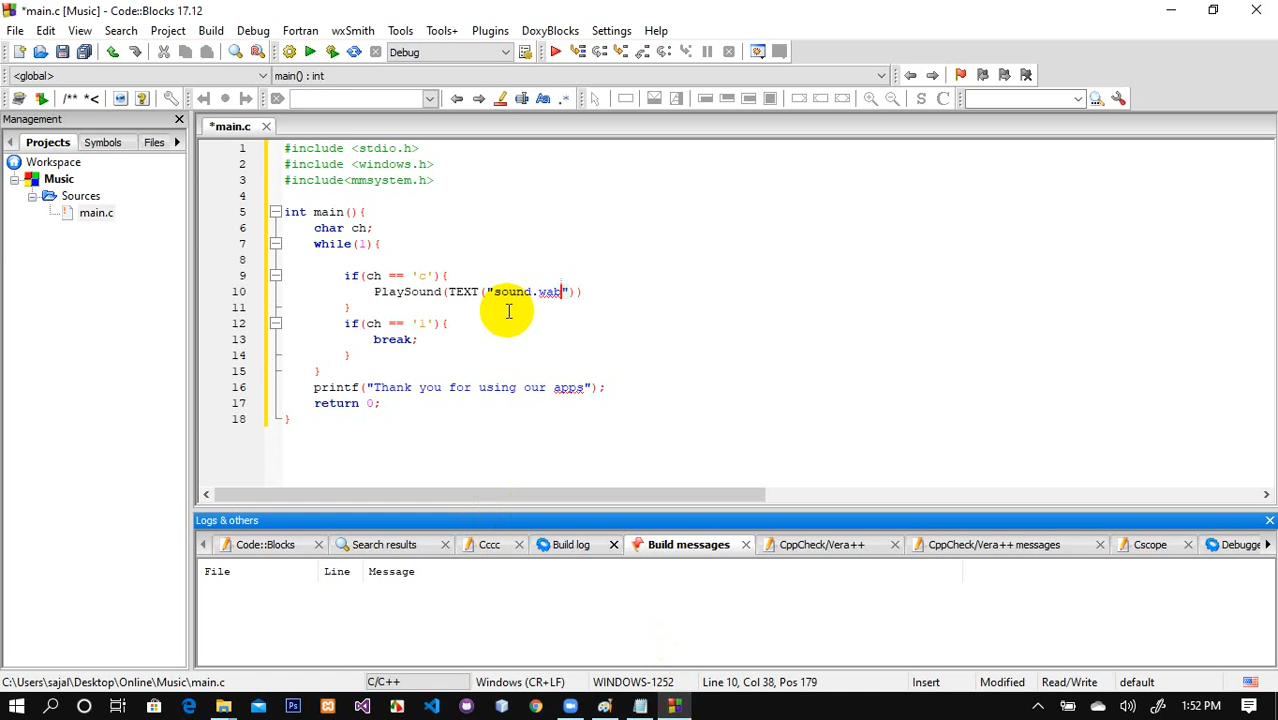 *main.c [Music] - Code::Blocks 17.12
File Edit View Search Project Build Debug Fortran wxSmith Tools Tools+ Plugins DoxyBlocks Settings Help
Debug
<global> main() : int
/** *< .* S C
Management
Projects Symbols Files
*main.c
Workspace
Music
Sources
main.c
1 #include <stdio.h>
2 #include <windows.h>
3 #include<mmsystem.h>
4
5 int main(){
6 char ch;
7 while(1){
8
9 if(ch == 'c'){
10 PlaySound(TEXT("sound.wab"))
11 }
12 if(ch == '1'){
13 break;
14 }
15 }
16 printf("Thank you for using our apps");
17 return 0;
18 }
Logs & others
Code::Blocks Search results Cccc Build log Build messages CppCheck/Vera++ CppCheck/Vera++ messages Cscope Debugge
File Line Message
C:\Users\sajal\Desktop\Online\Music\main.c C/C++ Windows (CR+LF) WINDOWS-1252 Line 10, Col 38, Pos 179 Insert Modified Read/Write default
1:52 PM